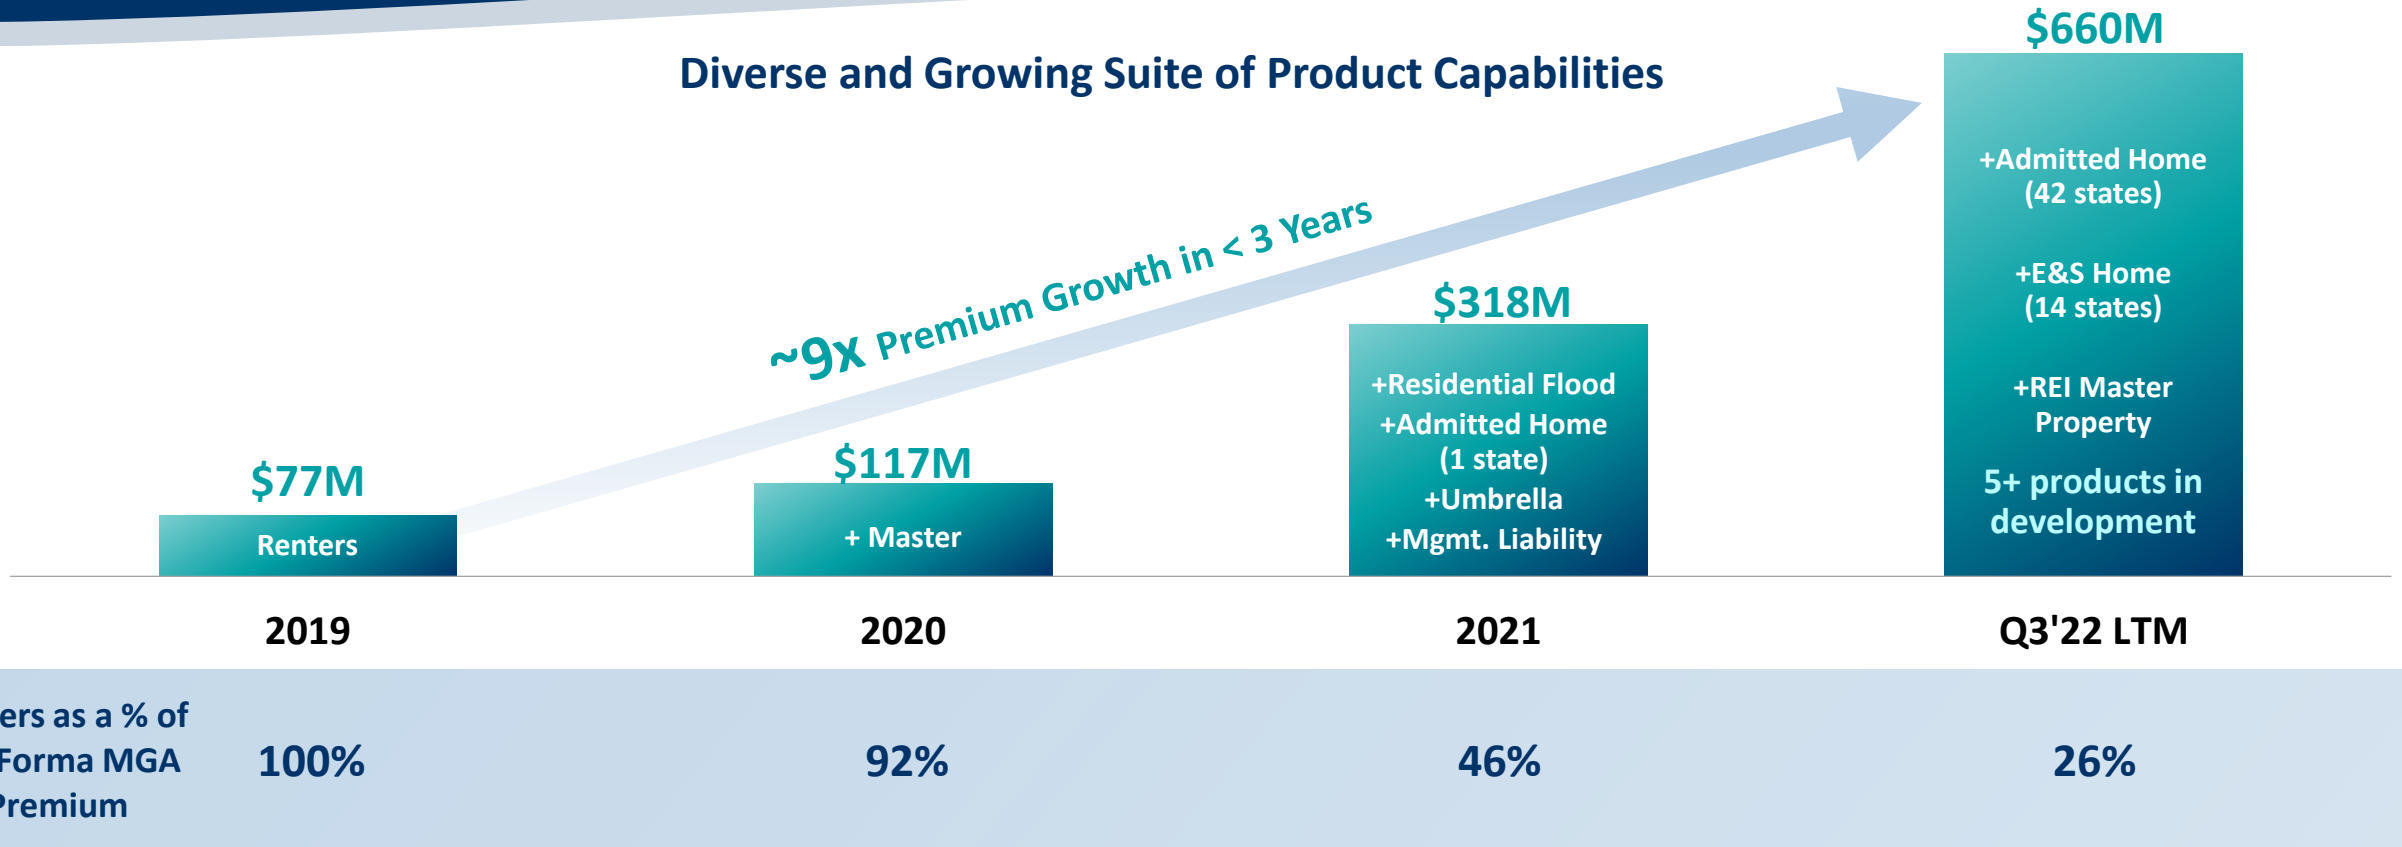 $660M
Diverse and Growing Suite of Product Capabilities
+Admitted Home
(42 states)
+E&S Home
(14 states)
+REI Master
Property
5+ products in
development
~9x Premium Growth in < 3 Years
$318M
+Residential Flood
+Admitted Home
(1 state)
+Umbrella
+Mgmt. Liability
$117M
+ Master
$77M
Renters
2019 2020 2021 Q3'22 LTM
ers as a % of
Forma MGA
Premium
100% 92% 46% 26%